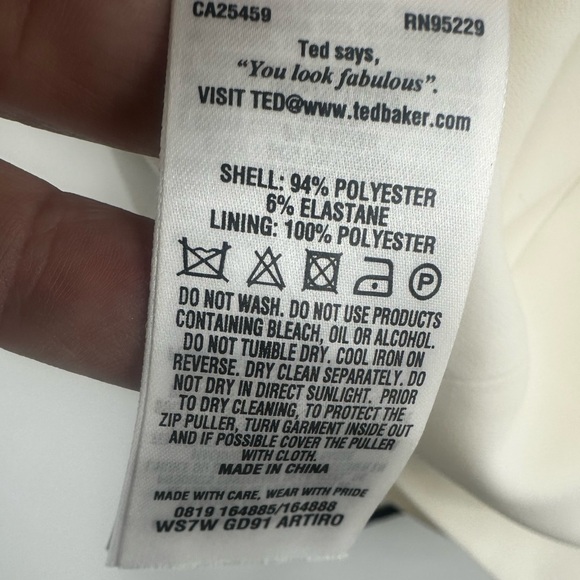 CA25459 RN95229
Ted says,
"You look fabulous".
VISIT TED@www.tedbaker.com
SHELL: 94% POLYESTER
6% ELASTANE
LINING: 100% POLYESTER
P
DO NOT WASH. DO NOT USE PRODUCTS
CONTAINING BLEACH, OIL OR ALCOHOL.
DO NOT TUMBLE DRY. COOL IRON ON
REVERSE. DRY CLEAN SEPARATELY. DO
NOT DRY IN DIRECT SUNLIGHT. PRIOR
TO DRY CLEANING, TO PROTECT THE
ZIP PULLER, TURN GARMENT INSIDE OUT
AND IF POSSIBLE COVER THE PULLER
WITH CLOTH.
MADE IN CHINA
MADE WITH CARE, WEAR WITH PRIDE
0819 164885/164888
WS7W GD91 ARTIRO